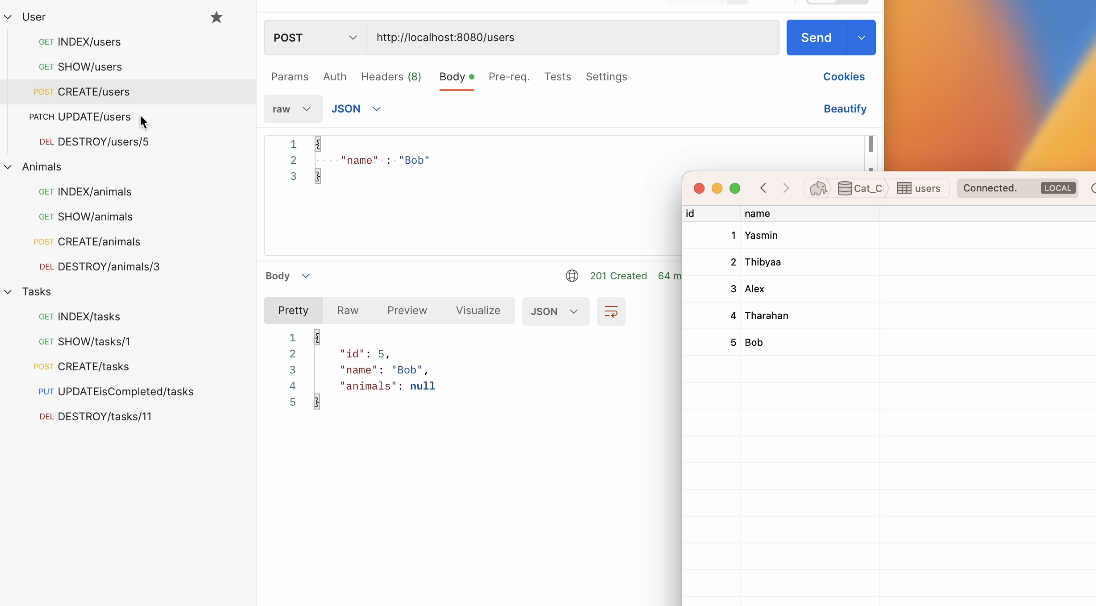 User
GET INDEX/users
GET SHOW/users
POST CREATE/users
PATCH UPDATE/users
DEL DESTROY/users/5
Animals
GET INDEX/animals
GET SHOW/animals
POST CREATE/animals
DEL DESTROY/animals/3
Tasks
GET INDEX/tasks
GET SHOW/tasks/1
POST CREATE/tasks
PUT UPDATEisCompleted/tasks
DEL DESTROY/tasks/11
POST http://localhost:8080/users Send
Params Auth Headers (8) Body Pre-req. Tests Settings Cookies
raw JSON Beautify
1 {
2 "name" : "Bob"
3 }
Body 201 Created 64 m
Pretty Raw Preview Visualize JSON
1 {
2 "id": 5,
3 "name": "Bob",
4 "animals": null
5 }
Cat_C users Connected. LOCAL
id name
1 Yasmin
2 Thibyaa
3 Alex
4 Tharahan
5 Bob